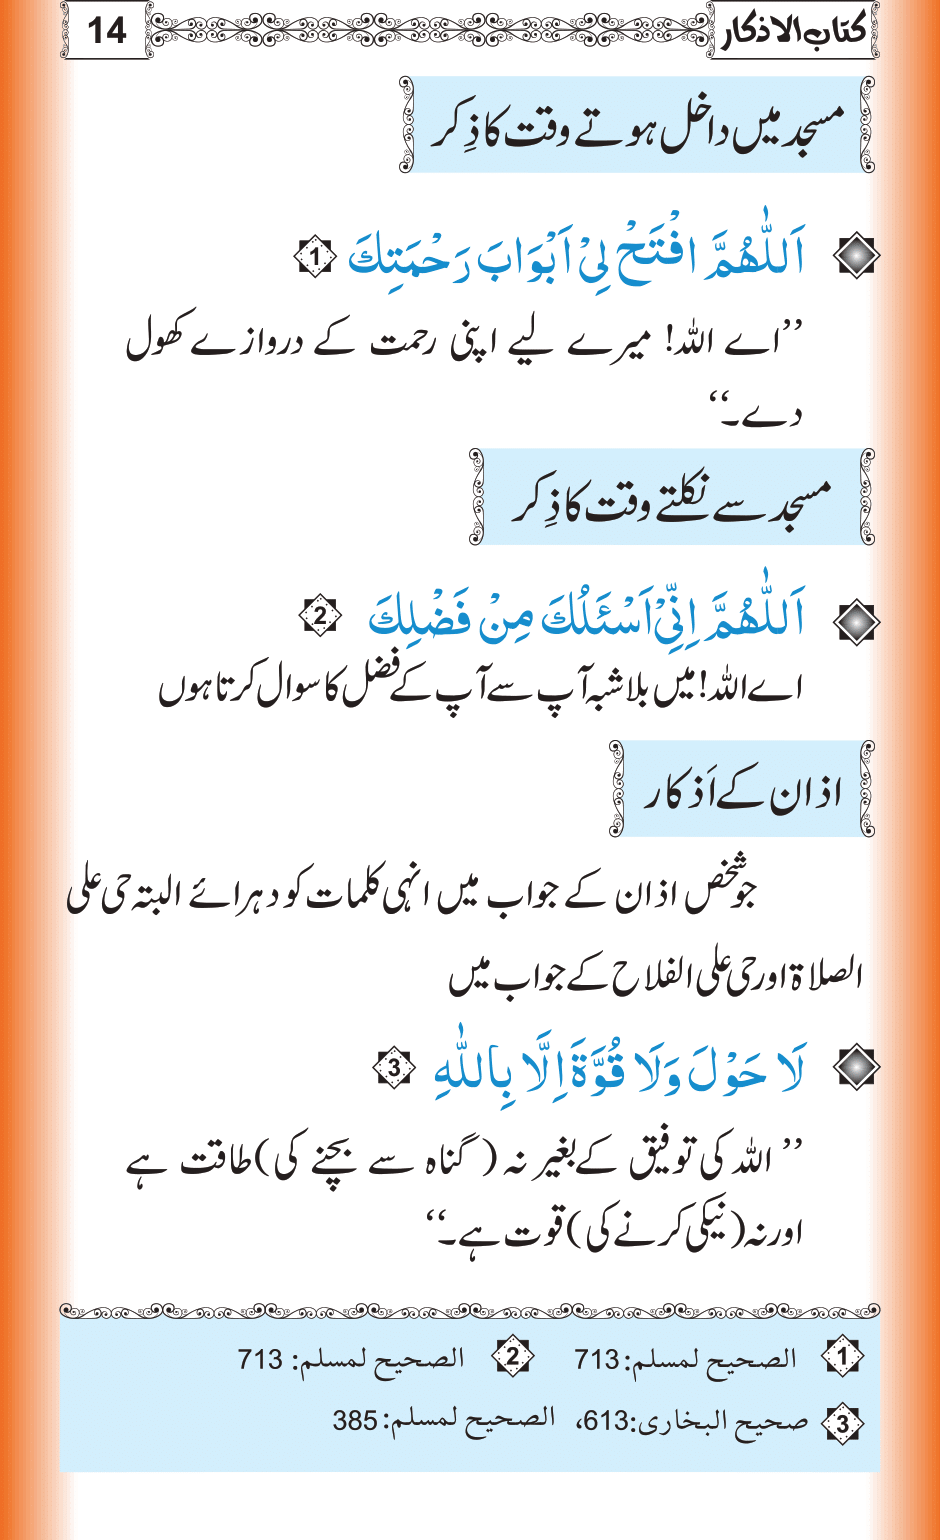 کتاب الاذکار 14
مسجد میں داخل ہوتے وقت کا ذِکر
اَللّٰهُمَّ افْتَحْ لِیْ اَبْوَابَ رَحْمَتِكَ 1
’’اے اللہ! میرے لیے اپنی رحمت کے دروازے کھول
دے۔‘‘
مسجد سے نکلتے وقت کا ذِکر
اَللّٰهُمَّ اِنِّیْ اَسْئَلُكَ مِنْ فَضْلِكَ 2
اے اللہ! میں بلا شبہ آپ سے آپ کے فضل کا سوال کرتا ہوں
اذان کے اَذکار
جو شخص اذان کے جواب میں انہی کلمات کو دہرائے البتہ حی علی
الصلاۃ اور حی علی الفلاح کے جواب میں
لَا حَوْلَ وَلَا قُوَّةَ اِلَّا بِاللّٰهِ 3
’’ اللہ کی توفیق کے بغیر نہ ( گناہ سے بچنے کی ) طاقت ہے
اور نہ ( نیکی کرنے کی ) قوت ہے۔‘‘
1 الصحیح لمسلم: 713 2 الصحیح لمسلم: 713
3 صحیح البخاری: 613، الصحیح لمسلم: 385